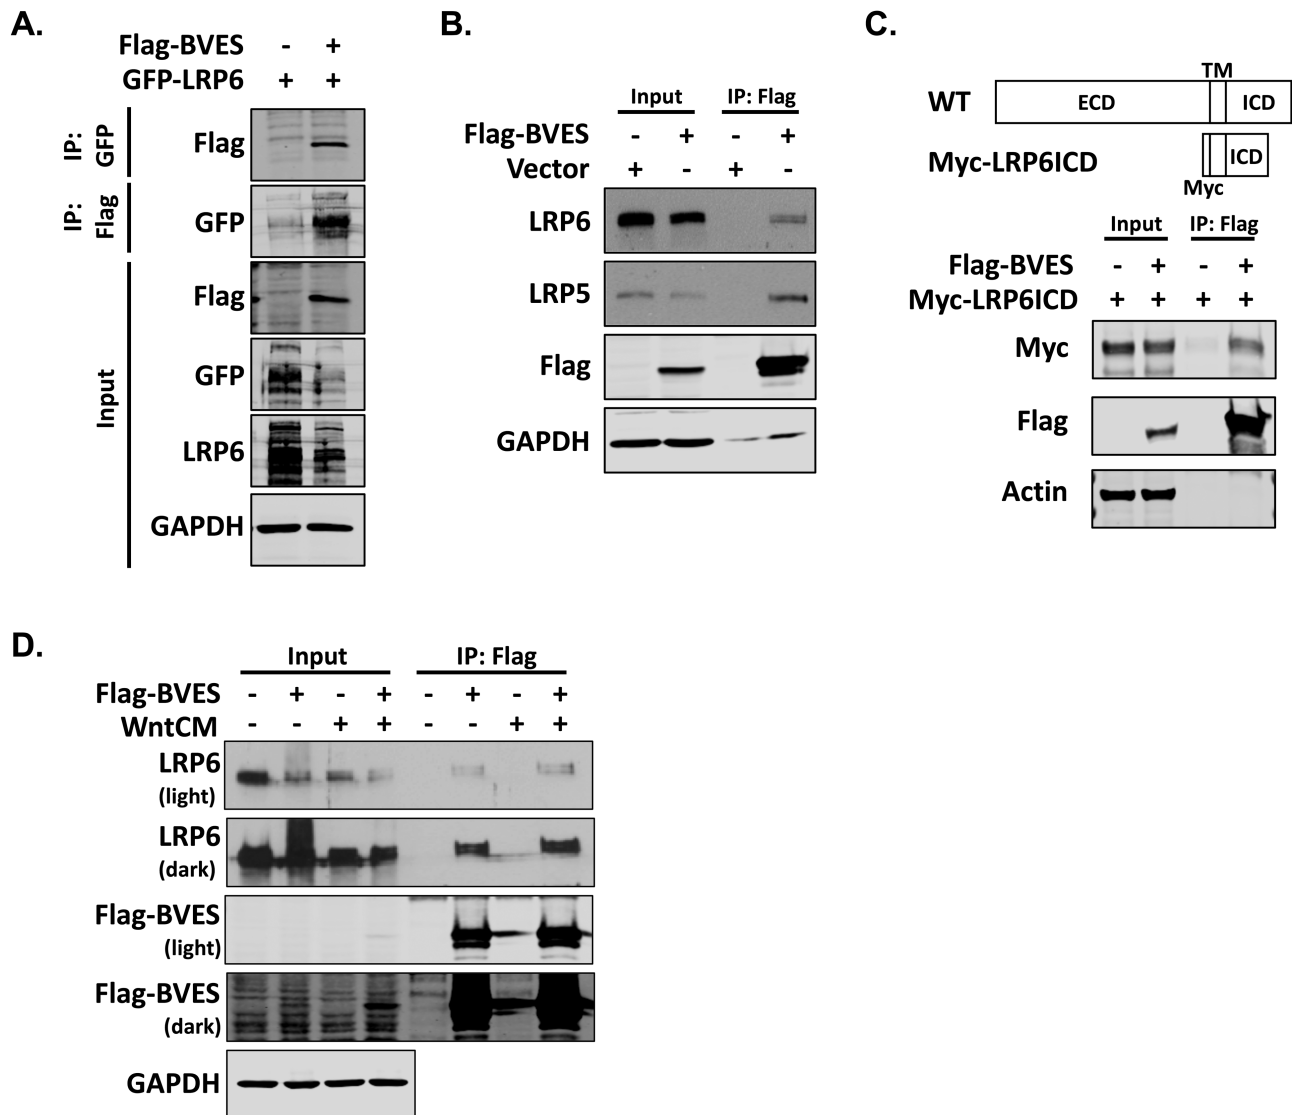 A.
Flag-BVES - +
GFP-LRP6 + +
IP: GFP
Flag
IP: Flag
GFP
Input
Flag
GFP
LRP6
GAPDH
B.
Input IP: Flag
Flag-BVES - + - +
Vector + - + -
LRP6
LRP5
Flag
GAPDH
C.
TM
WT ECD ICD
Myc-LRP6ICD ICD
Myc
Input IP: Flag
Flag-BVES - + - +
Myc-LRP6ICD + + + +
Myc
Flag
Actin
D.
Input IP: Flag
Flag-BVES - + - + - + - +
WntCM - - + + - - + +
LRP6
(light)
LRP6
(dark)
Flag-BVES
(light)
Flag-BVES
(dark)
GAPDH